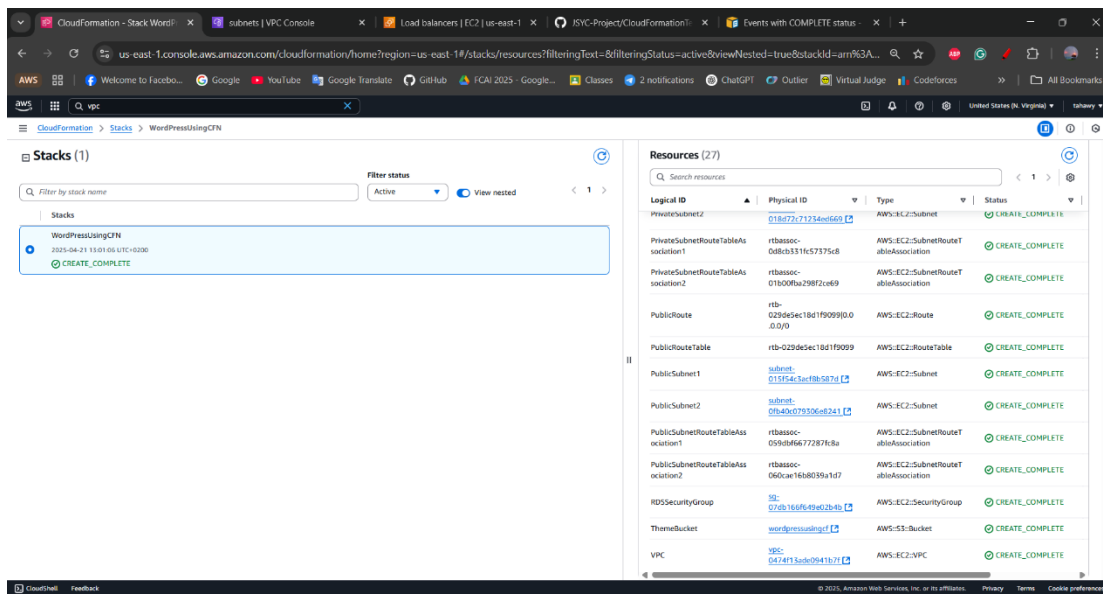 CloudFormation - Stack WordPr
subnets | VPC Console
Load balancers | EC2 | us-east-1
JSYC-Project/CloudFormationTe
Events with COMPLETE status -
us-east-1.console.aws.amazon.com/cloudformation/home?region=us-east-1#/stacks/resources?filteringText=&filteringStatus=active&viewNested=true&stackId=arn%3A...
AWS
Welcome to Facebo...
Google
YouTube
Google Translate
GitHub
FCAI 2025 - Google...
Classes
2 notifications
ChatGPT
Outlier
Virtual Judge
Codeforces
All Bookmarks
aws
vpc
United States (N. Virginia)
tahawy
CloudFormation > Stacks > WordPressUsingCFN
Stacks (1)
Filter status
Filter by stack name
Active
View nested
1
Stacks
WordPressUsingCFN
2025-04-21 13:01:06 UTC+0200
CREATE_COMPLETE
Resources (27)
Search resources
1
Logical ID Physical ID Type Status
PrivateSubnet2 018d72c71234ed669 AWS::EC2::Subnet CREATE_COMPLETE
PrivateSubnetRouteTableAs rtbassoc- AWS::EC2::SubnetRouteT
sociation1 0d8cb331fc57375c8 ableAssociation CREATE_COMPLETE
PrivateSubnetRouteTableAs rtbassoc- AWS::EC2::SubnetRouteT
sociation2 01b00fba298f2ce69 ableAssociation CREATE_COMPLETE
rtb-
PublicRoute 029de5ec18d1f9099|0.0 AWS::EC2::Route CREATE_COMPLETE
.0.0/0
PublicRouteTable rtb-029de5ec18d1f9099 AWS::EC2::RouteTable CREATE_COMPLETE
subnet-
PublicSubnet1 015f54c3acf8b587d AWS::EC2::Subnet CREATE_COMPLETE
subnet-
PublicSubnet2 0fb40c079306e8241 AWS::EC2::Subnet CREATE_COMPLETE
PublicSubnetRouteTableAss rtbassoc- AWS::EC2::SubnetRouteT
ociation1 059dbf6677287fc8a ableAssociation CREATE_COMPLETE
PublicSubnetRouteTableAss rtbassoc- AWS::EC2::SubnetRouteT
ociation2 060cae16b8039a1d7 ableAssociation CREATE_COMPLETE
sg-
RDSSecurityGroup 07db166f649e02b4b AWS::EC2::SecurityGroup CREATE_COMPLETE
ThemeBucket wordpressusingcf AWS::S3::Bucket CREATE_COMPLETE
vpc-
VPC 0474f13ade0941b7f AWS::EC2::VPC CREATE_COMPLETE
CloudShell Feedback
© 2025, Amazon Web Services, Inc. or its affiliates. Privacy Terms Cookie preferences